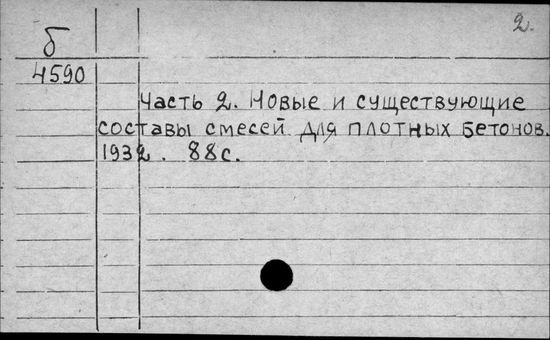 2.
б
4590
Часть 2. Новые и существующие
составы смесей для плотных бетонов.
1932. 88с.